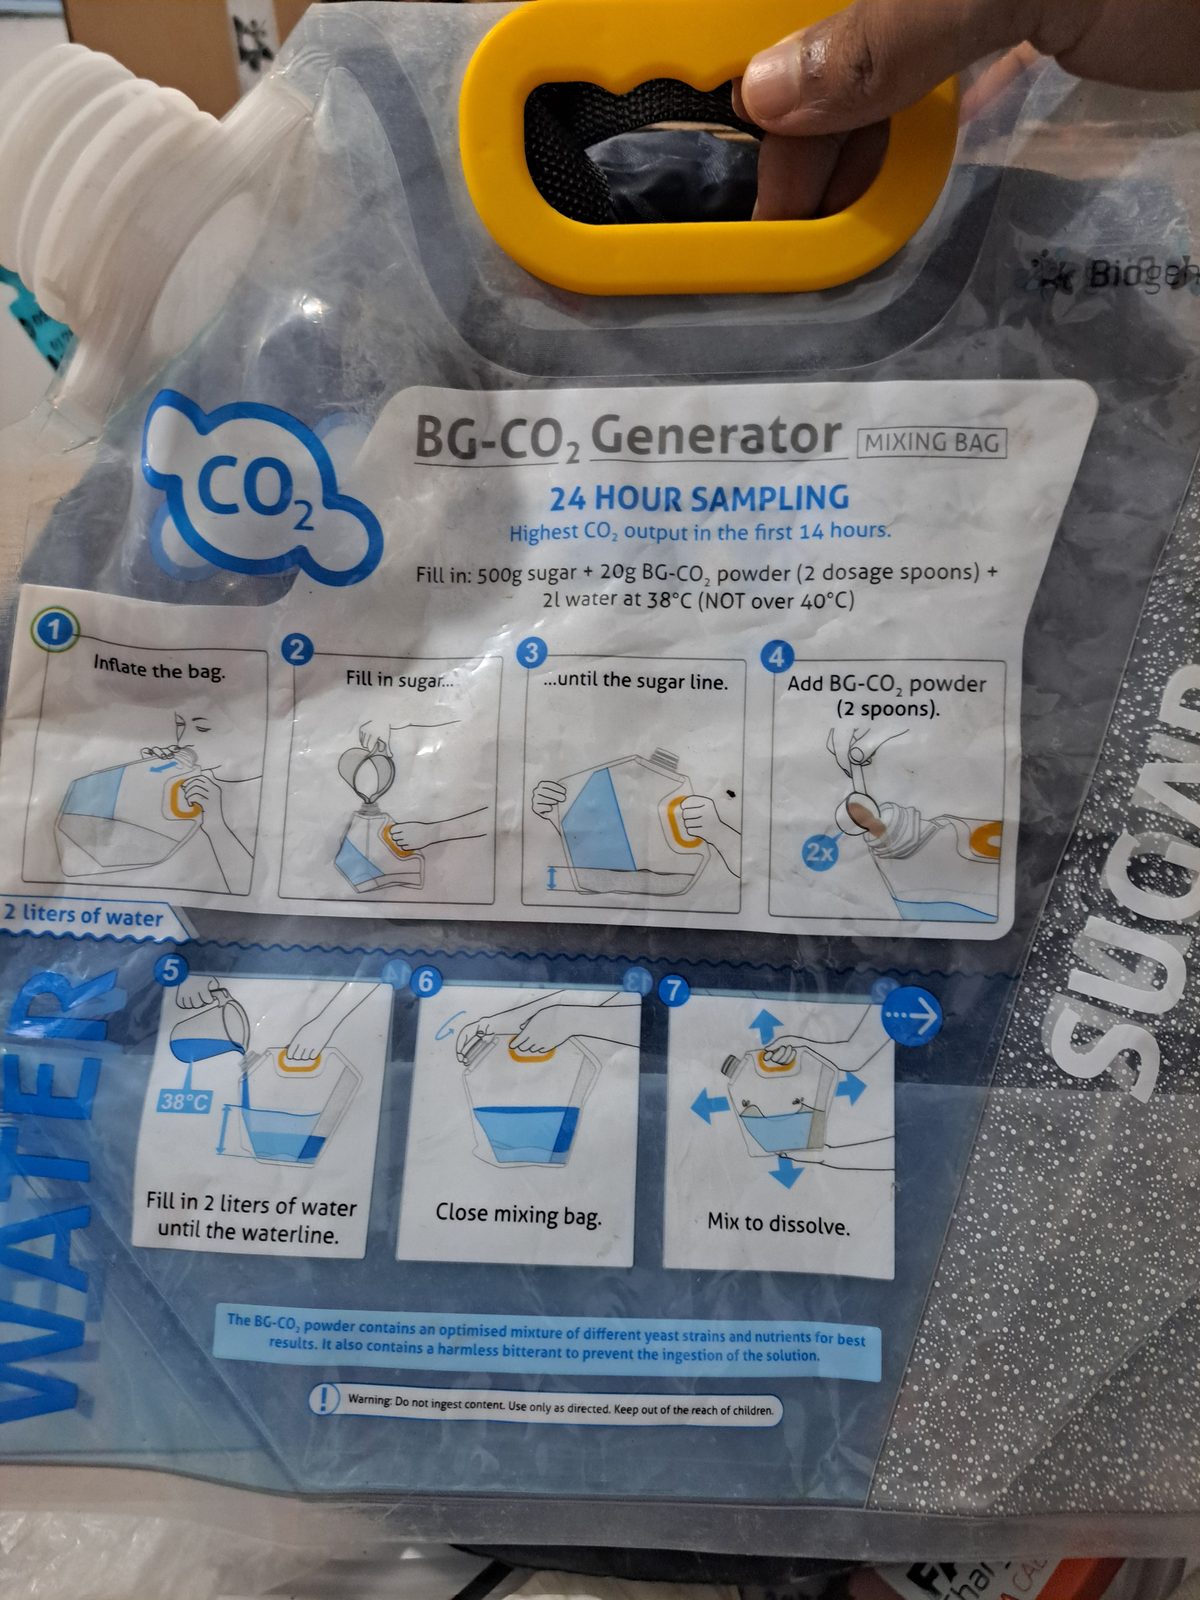 CO₂
BG-CO₂ Generator MIXING BAG
24 HOUR SAMPLING
Highest CO₂ output in the first 14 hours.
Fill in: 500g sugar + 20g BG-CO₂ powder (2 dosage spoons) +
2l water at 38°C (NOT over 40°C)
1
Inflate the bag.
2
Fill in sugar...
3
...until the sugar line.
4
Add BG-CO₂ powder
(2 spoons).
2x
2 liters of water
WATER
5
38°C
Fill in 2 liters of water
until the waterline.
6
Close mixing bag.
7
Mix to dissolve.
The BG-CO₂ powder contains an optimised mixture of different yeast strains and nutrients for best
results. It also contains a harmless bitterant to prevent the ingestion of the solution.
! Warning: Do not ingest content. Use only as directed. Keep out of the reach of children.